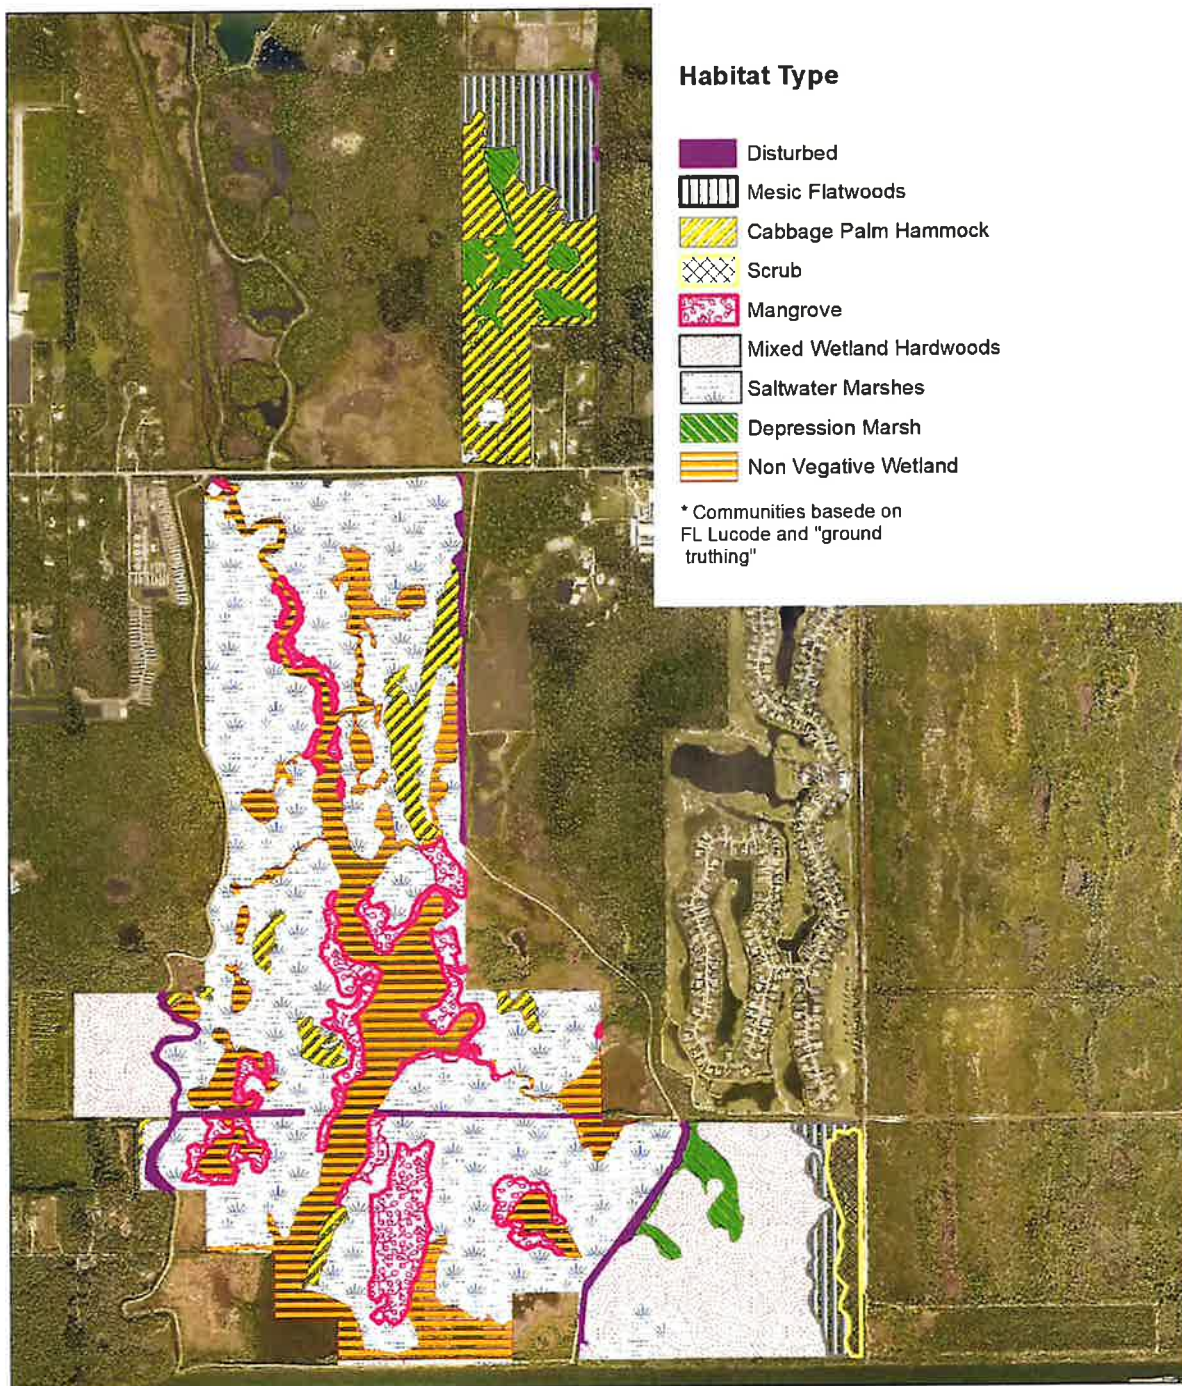 Habitat Type
Disturbed
Mesic Flatwoods
Cabbage Palm Hammock
Scrub
Mangrove
Mixed Wetland Hardwoods
Saltwater Marshes
Depression Marsh
Non Vegative Wetland
* Communities basede on
FL Lucode and "ground
truthing"